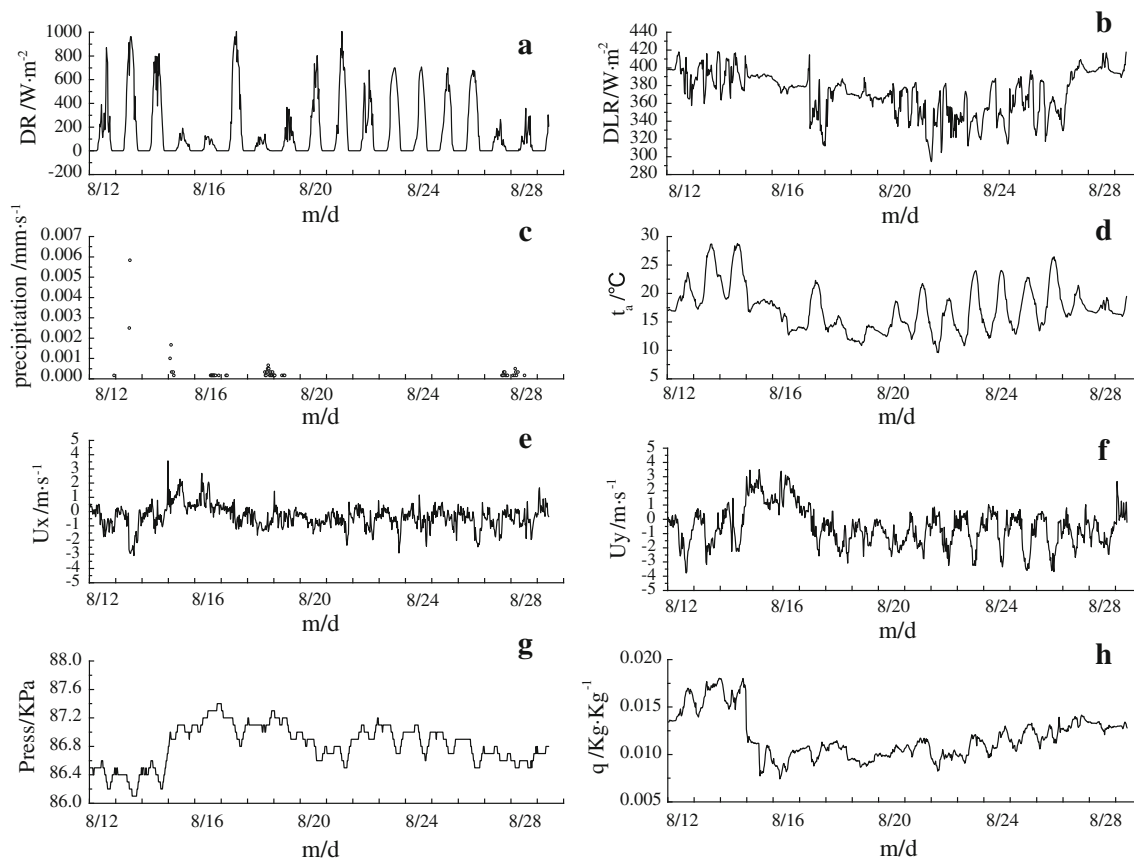 a
DR /W·m-2
1000
800
600
400
200
0
-200
8/12 8/16 8/20 8/24 8/28
m/d
b
DLR/W·m-2
440
420
400
380
360
340
320
300
280
8/12 8/16 8/20 8/24 8/28
m/d
c
precipitation /mm·s-1
0.007
0.006
0.005
0.004
0.003
0.002
0.001
0.000
8/12 8/16 8/20 8/24 8/28
m/d
d
ta /°C
30
25
20
15
10
5
8/12 8/16 8/20 8/24 8/28
m/d
e
Ux/m·s-1
5
4
3
2
1
0
-1
-2
-3
-4
-5
8/12 8/16 8/20 8/24 8/28
m/d
f
Uy/m·s-1
5
4
3
2
1
0
-1
-2
-3
-4
-5
8/12 8/16 8/20 8/24 8/28
m/d
g
Press/KPa
88.0
87.6
87.2
86.8
86.4
86.0
8/12 8/16 8/20 8/24 8/28
m/d
h
q /Kg·Kg-1
0.020
0.015
0.010
0.005
8/12 8/16 8/20 8/24 8/28
m/d